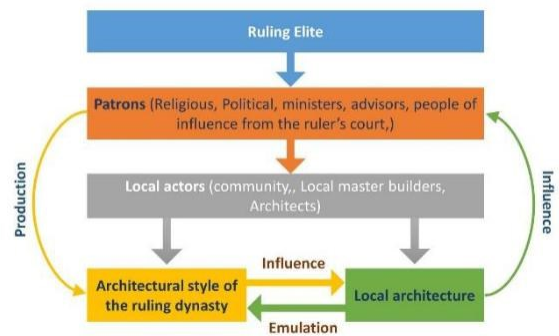 Ruling Elite
Patrons (Religious, Political, ministers, advisors, people of
influence from the ruler's court,)
Local actors (community,, Local master builders,
Architects)
Production
Influence
Influence
Architectural style of
the ruling dynasty
Local architecture
Emulation